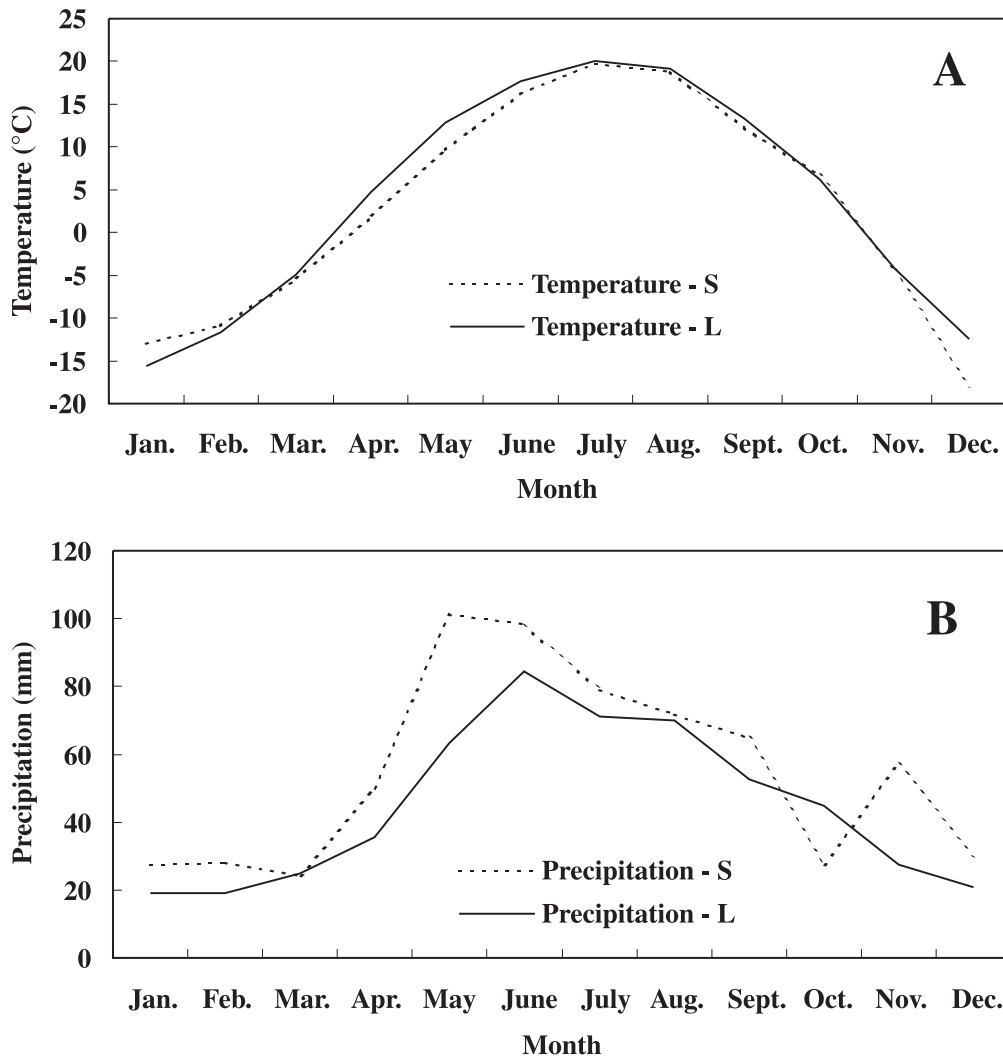 25
20
15
10
5
0
-5
-10
-15
-20
Temperature (°C)
A
Temperature - S
Temperature - L
Jan. Feb. Mar. Apr. May June July Aug. Sept. Oct. Nov. Dec.
Month
120
100
80
60
40
20
0
Precipitation (mm)
B
Precipitation - S
Precipitation - L
Jan. Feb. Mar. Apr. May June July Aug. Sept. Oct. Nov. Dec.
Month